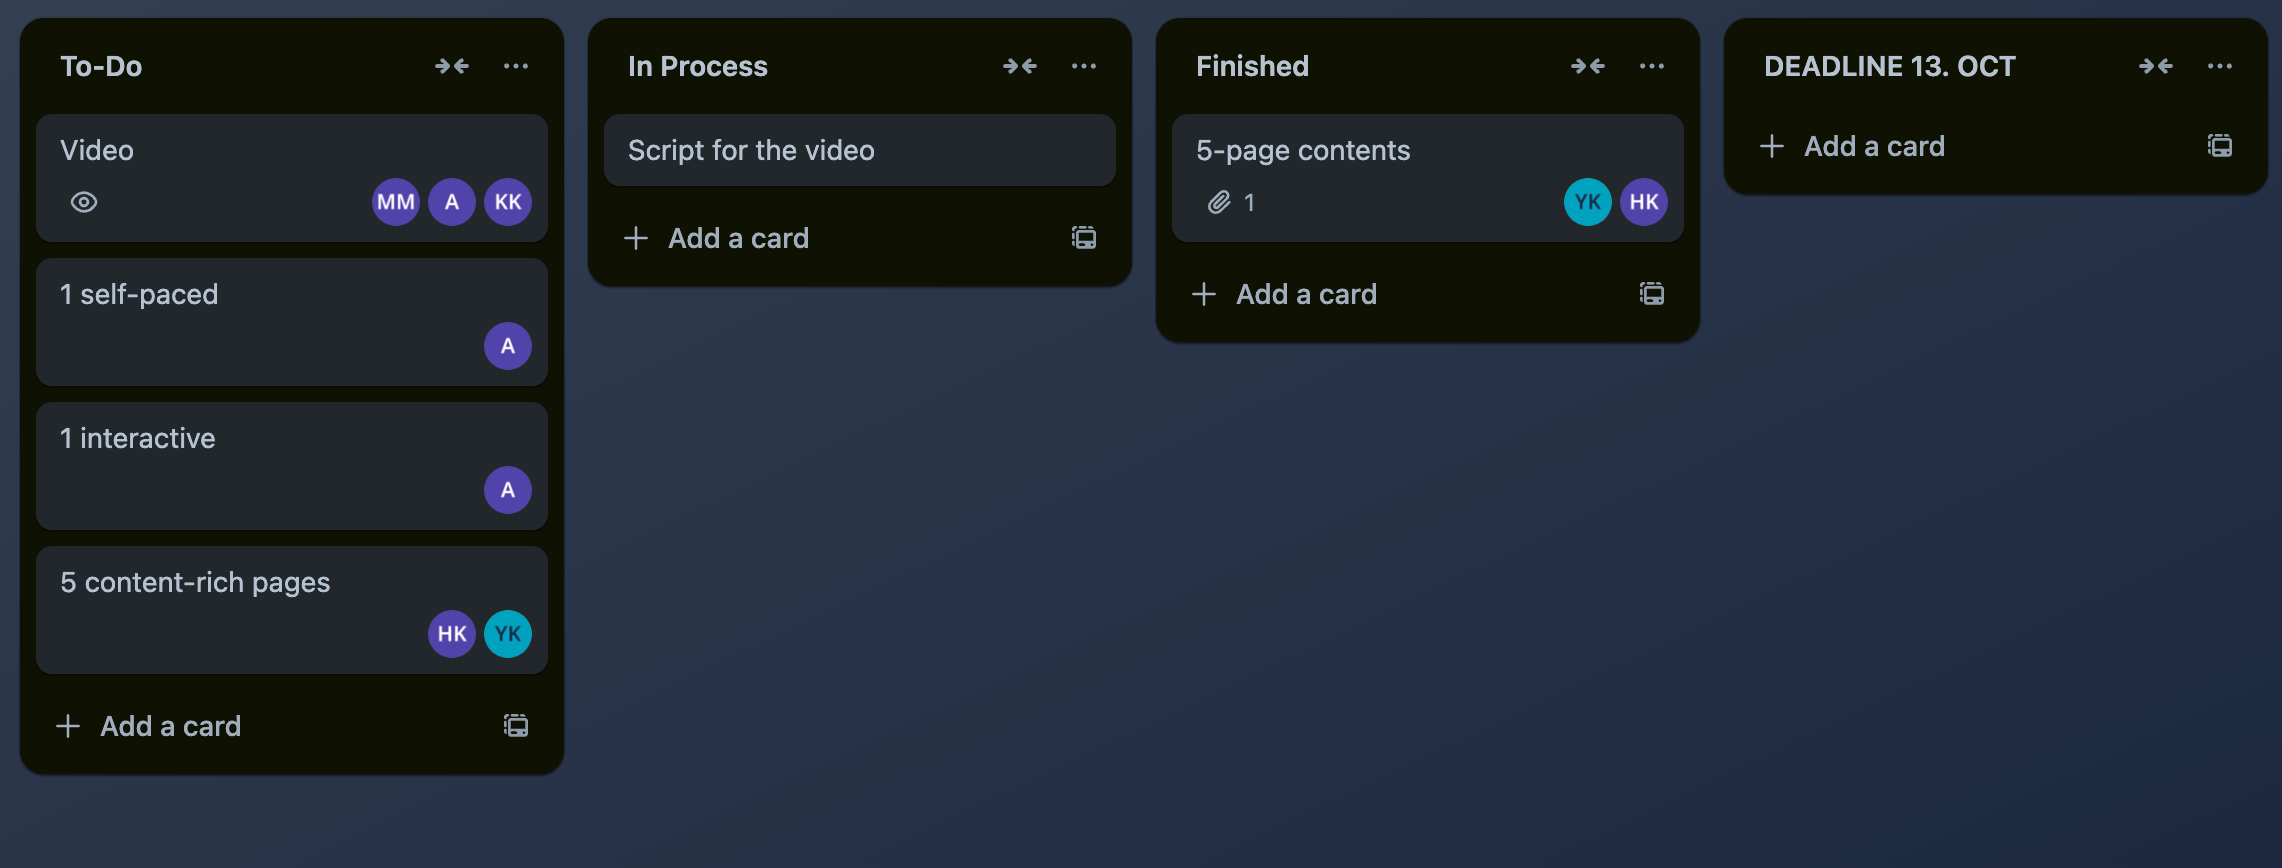 To-Do
Video
MM A KK
1 self-paced
A
1 interactive
A
5 content-rich pages
HK YK
Add a card
In Process
Script for the video
Add a card
Finished
5-page contents
1 YK HK
Add a card
DEADLINE 13. OCT
Add a card